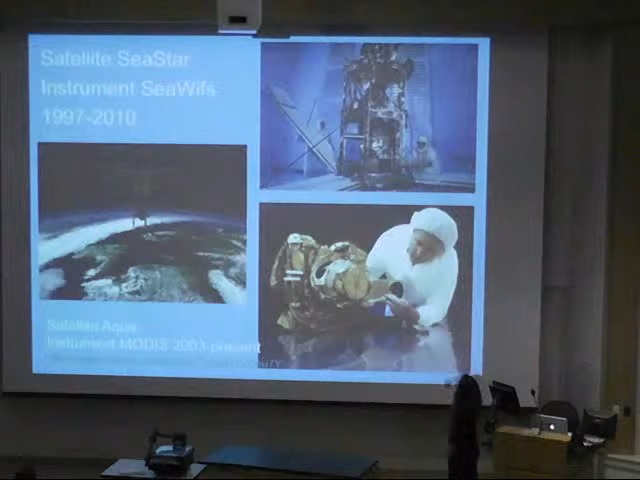 Satellite SeaStar
Instrument SeaWifs
1997-2010
Satellite Aqua
Instrument MODIS 2003-present